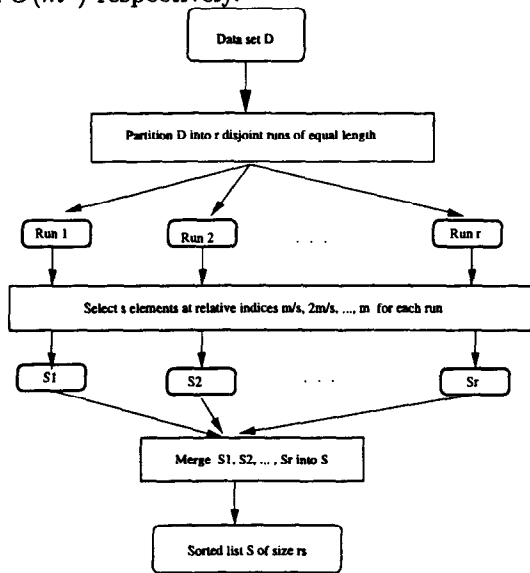 O(m ) respectively.
Data set D
Partition D into r disjoint runs of equal length
Run 1
Run 2
. . .
Run r
Select s elements at relative indices m/s, 2m/s, ..., m for each run
S1
S2
. . .
Sr
Merge S1, S2, ... , Sr into S
Sorted list S of size rs